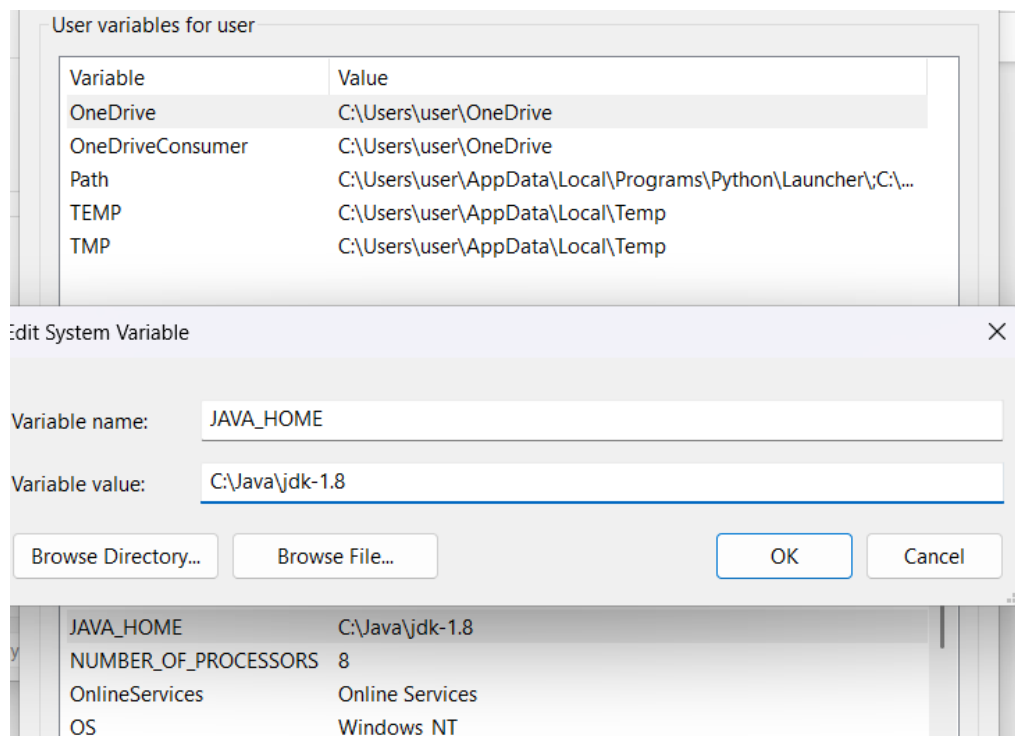 User variables for user
Variable Value
OneDrive C:\Users\user\OneDrive
OneDriveConsumer C:\Users\user\OneDrive
Path C:\Users\user\AppData\Local\Programs\Python\Launcher\;C:\...
TEMP C:\Users\user\AppData\Local\Temp
TMP C:\Users\user\AppData\Local\Temp
Edit System Variable
Variable name: JAVA_HOME
Variable value: C:\Java\jdk-1.8
Browse Directory... Browse File... OK Cancel
JAVA_HOME C:\Java\jdk-1.8
NUMBER_OF_PROCESSORS 8
OnlineServices Online Services
OS Windows_NT